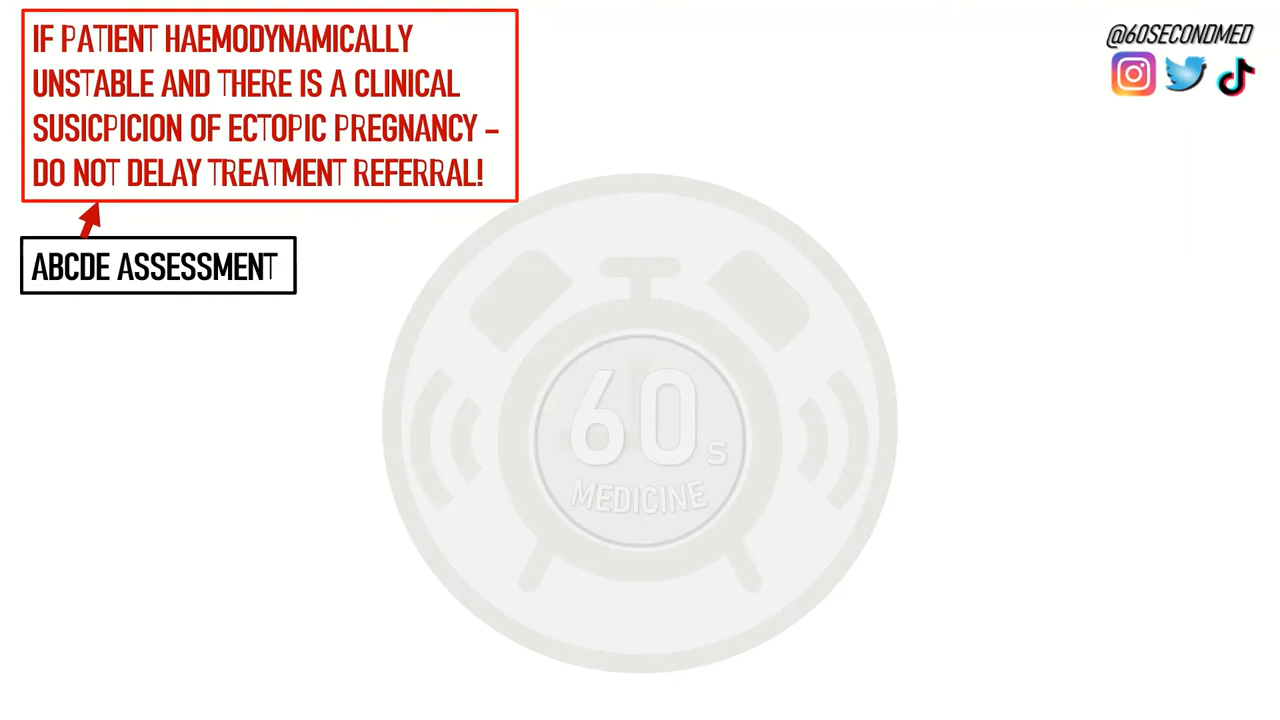 IF PATIENT HAEMODYNAMICALLY
UNSTABLE AND THERE IS A CLINICAL
SUSICPICION OF ECTOPIC PREGNANCY –
DO NOT DELAY TREATMENT REFERRAL!
ABCDE ASSESSMENT
@60SECONDMED
60s
MEDICINE